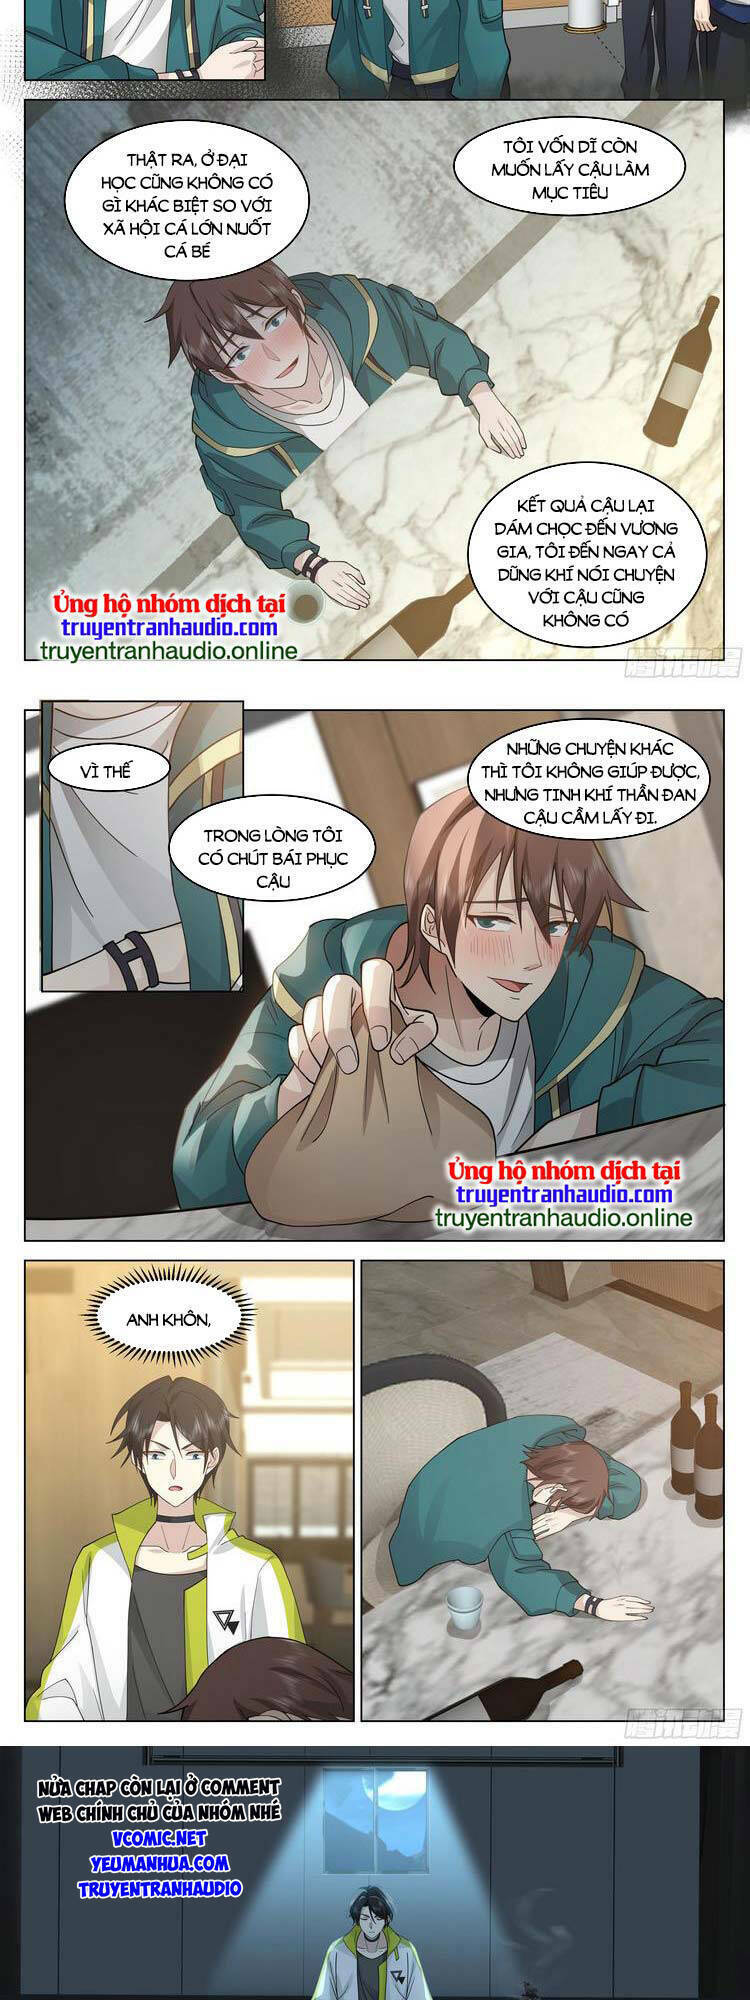 THẬT RA, Ở ĐẠI
HỌC CŨNG KHÔNG CÓ
GÌ KHÁC BIỆT SO VỚI
XÃ HỘI CÁ LỚN NUỐT
CÁ BÉ
TÔI VỐN DĨ CÒN
MUỐN LẤY CẬU LÀM
MỤC TIÊU
KẾT QUẢ CẬU LẠI
DÁM CHỌC ĐẾN VƯƠNG
GIA, TÔI ĐẾN NGAY CẢ
DŨNG KHÍ NÓI CHUYỆN
VỚI CẬU CŨNG
KHÔNG CÓ
Ủng hộ nhóm dịch tại
truyentranhaudio.com
truyentranhaudio.online
VÌ THẾ
TRONG LÒNG TÔI
CÓ CHÚT BÁI PHỤC
CẬU
NHỮNG CHUYỆN KHÁC
THÌ TÔI KHÔNG GIÚP ĐƯỢC,
NHƯNG TINH KHÍ THẦN ĐAN
CẬU CẦM LẤY ĐI.
Ủng hộ nhóm dịch tại
truyentranhaudio.com
truyentranhaudio.online
ANH KHÔN,
NỬA CHAP CÒN LẠI Ở COMMENT
WEB CHÍNH CHỦ CỦA NHÓM NHÉ
VCOMIC.NET
YEUMANHUA.COM
TRUYENTRANHAUDIO